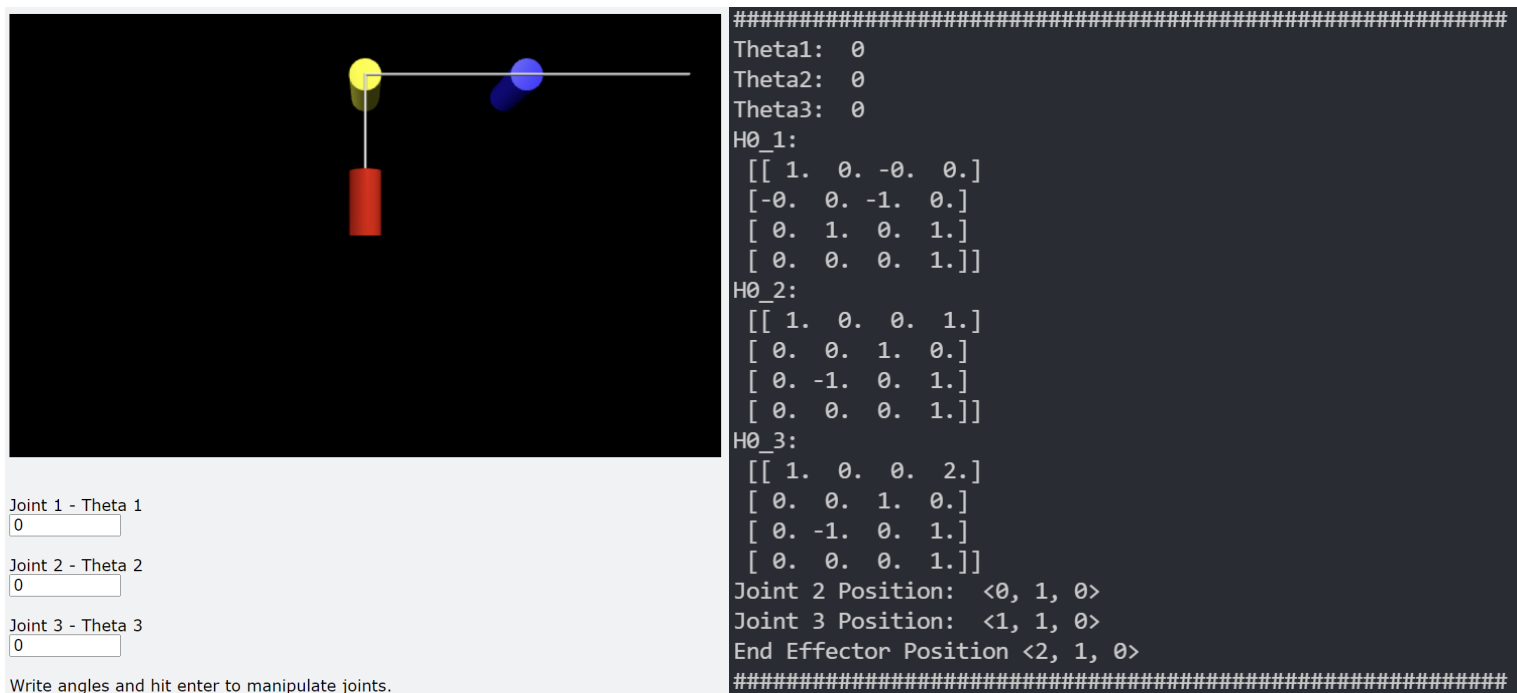 Joint 1 - Theta 1
0
Joint 2 - Theta 2
0
Joint 3 - Theta 3
0
Write angles and hit enter to manipulate joints.
###########################################################
Theta1:  0
Theta2:  0
Theta3:  0
H0_1:
 [[ 1.  0. -0.  0.]
 [-0.  0. -1.  0.]
 [ 0.  1.  0.  1.]
 [ 0.  0.  0.  1.]]
H0_2:
 [[ 1.  0.  0.  1.]
 [ 0.  0.  1.  0.]
 [ 0. -1.  0.  1.]
 [ 0.  0.  0.  1.]]
H0_3:
 [[ 1.  0.  0.  2.]
 [ 0.  0.  1.  0.]
 [ 0. -1.  0.  1.]
 [ 0.  0.  0.  1.]]
Joint 2 Position:  <0, 1, 0>
Joint 3 Position:  <1, 1, 0>
End Effector Position <2, 1, 0>
###########################################################